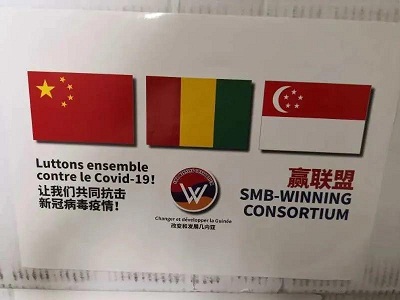 Luttons ensemble
contre le Covid-19!
让我们共同抗击
新冠病毒疫情!
W
Changer et développer la Guinée
改变和发展几内亚
赢联盟
SMB-WINNING
CONSORTIUM